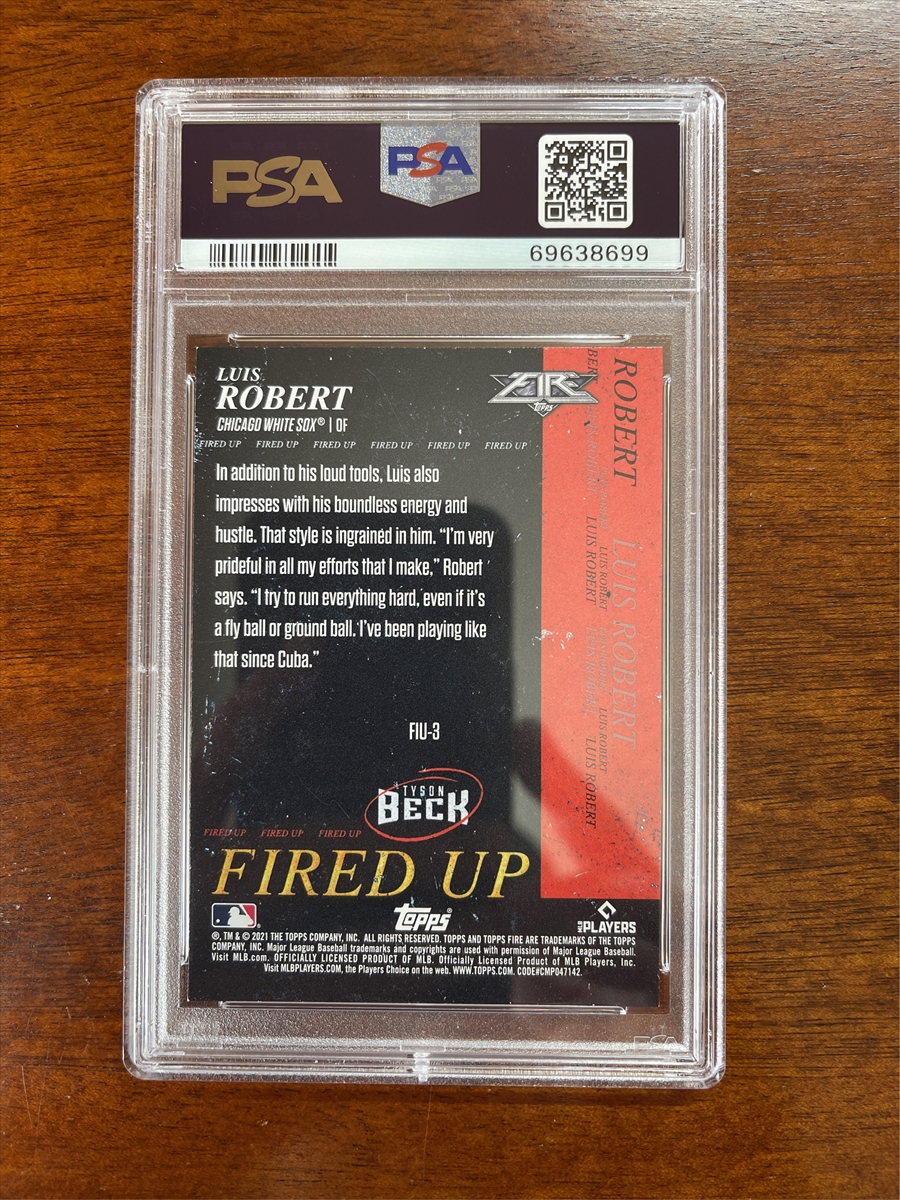 PSA
PSA
69638699
LUIS
ROBERT
CHICAGO WHITE SOX® | OF
FIRE
TOPPS
FIRED UP FIRED UP FIRED UP FIRED UP FIRED UP FIRED UP
In addition to his loud tools, Luis also
impresses with his boundless energy and
hustle. That style is ingrained in him. “I’m very
prideful in all my efforts that I make,” Robert
says. “I try to run everything hard, even if it’s
a fly ball or ground ball. I’ve been playing like
that since Cuba.”
FIU-3
TYSON
BECK
FIRED UP FIRED UP FIRED UP
FIRED UP
ROBERT LUIS ROBERT
LUIS ROBERT LUIS ROBERT
LUIS ROBERT LUIS ROBERT
topps®
MLB PLAYERS
®, TM & © 2021 THE TOPPS COMPANY, INC. ALL RIGHTS RESERVED. TOPPS AND TOPPS FIRE ARE TRADEMARKS OF THE TOPPS
COMPANY, INC. Major League Baseball trademarks and copyrights are used with permission of Major League Baseball.
Visit MLB.com. OFFICIALLY LICENSED PRODUCT OF MLB. Officially Licensed Product of MLB Players, Inc.
Visit MLBPLAYERS.COM, the Players Choice on the web. WWW.TOPPS.COM. CODE#CMP047142.
PSA